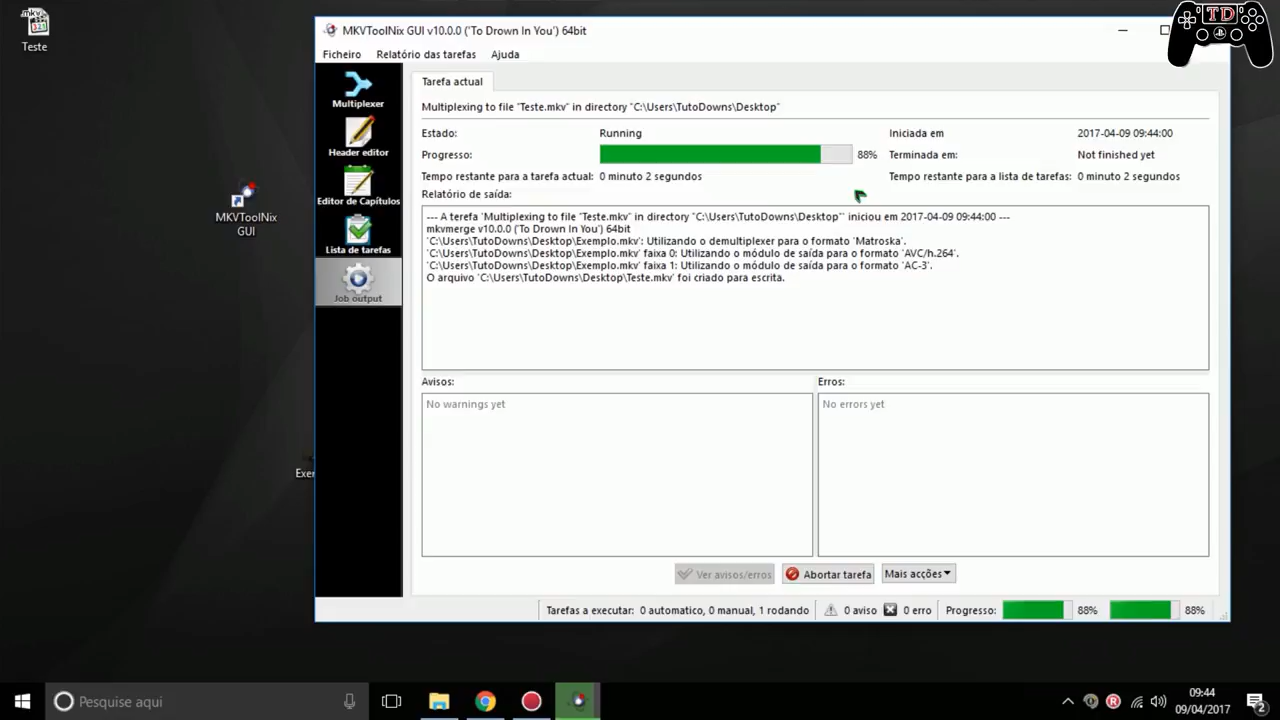 .mkv
321
Teste
MKVToolNix
GUI
MKVToolNix GUI v10.0.0 ('To Drown In You') 64bit
TD
Ficheiro Relatório das tarefas Ajuda
Multiplexer
Header editor
Editor de Capítulos
Lista de tarefas
Job output
Tarefa actual
Multiplexing to file "Teste.mkv" in directory "C:\Users\TutoDowns\Desktop"
Estado: Running Iniciada em 2017-04-09 09:44:00
Progresso: 88% Terminada em: Not finished yet
Tempo restante para a tarefa actual: 0 minuto 2 segundos Tempo restante para a lista de tarefas: 0 minuto 2 segundos
Relatório de saída:
--- A terefa 'Multiplexing to file "Teste.mkv" in directory "C:\Users\TutoDowns\Desktop"' iniciou em 2017-04-09 09:44:00 ---
mkvmerge v10.0.0 ('To Drown In You') 64bit
'C:\Users\TutoDowns\Desktop\Exemplo.mkv': Utilizando o demultiplexer para o formato 'Matroska'.
'C:\Users\TutoDowns\Desktop\Exemplo.mkv' faixa 0: Utilizando o módulo de saída para o formato 'AVC/h.264'.
'C:\Users\TutoDowns\Desktop\Exemplo.mkv' faixa 1: Utilizando o módulo de saída para o formato 'AC-3'.
O arquivo 'C:\Users\TutoDowns\Desktop\Teste.mkv' foi criado para escrita.
Avisos: Erros:
No warnings yet No errors yet
Exer
Ver avisos/erros Abortar tarefa Mais acções
Tarefas a executar: 0 automatico, 0 manual, 1 rodando 0 aviso 0 erro Progresso: 88% 88%
Pesquise aqui
09:44
09/04/2017
2